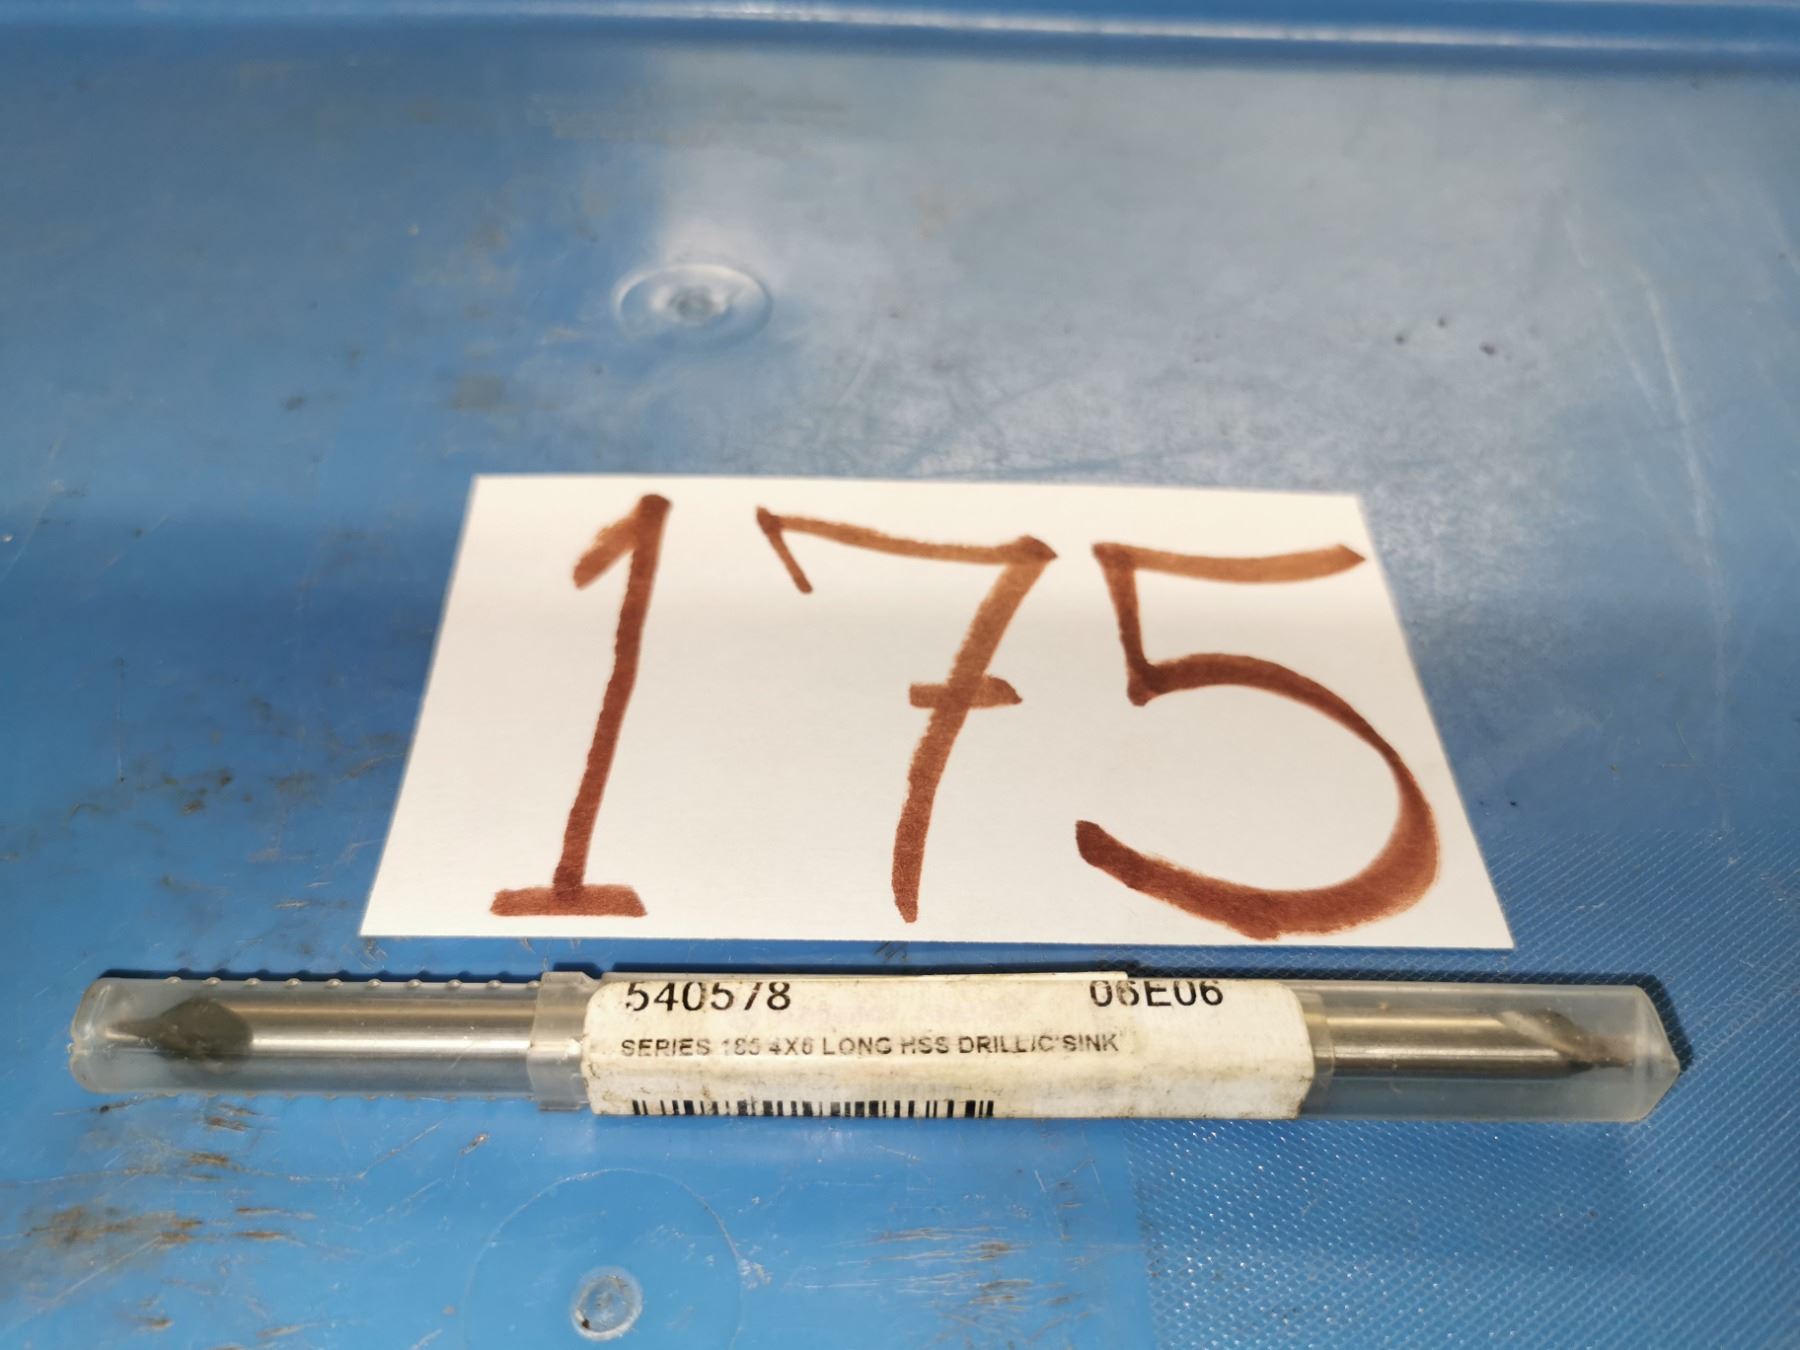 175
540578 06E06
SERIES 185 4X6 LONG HSS DRILL/C'SINK